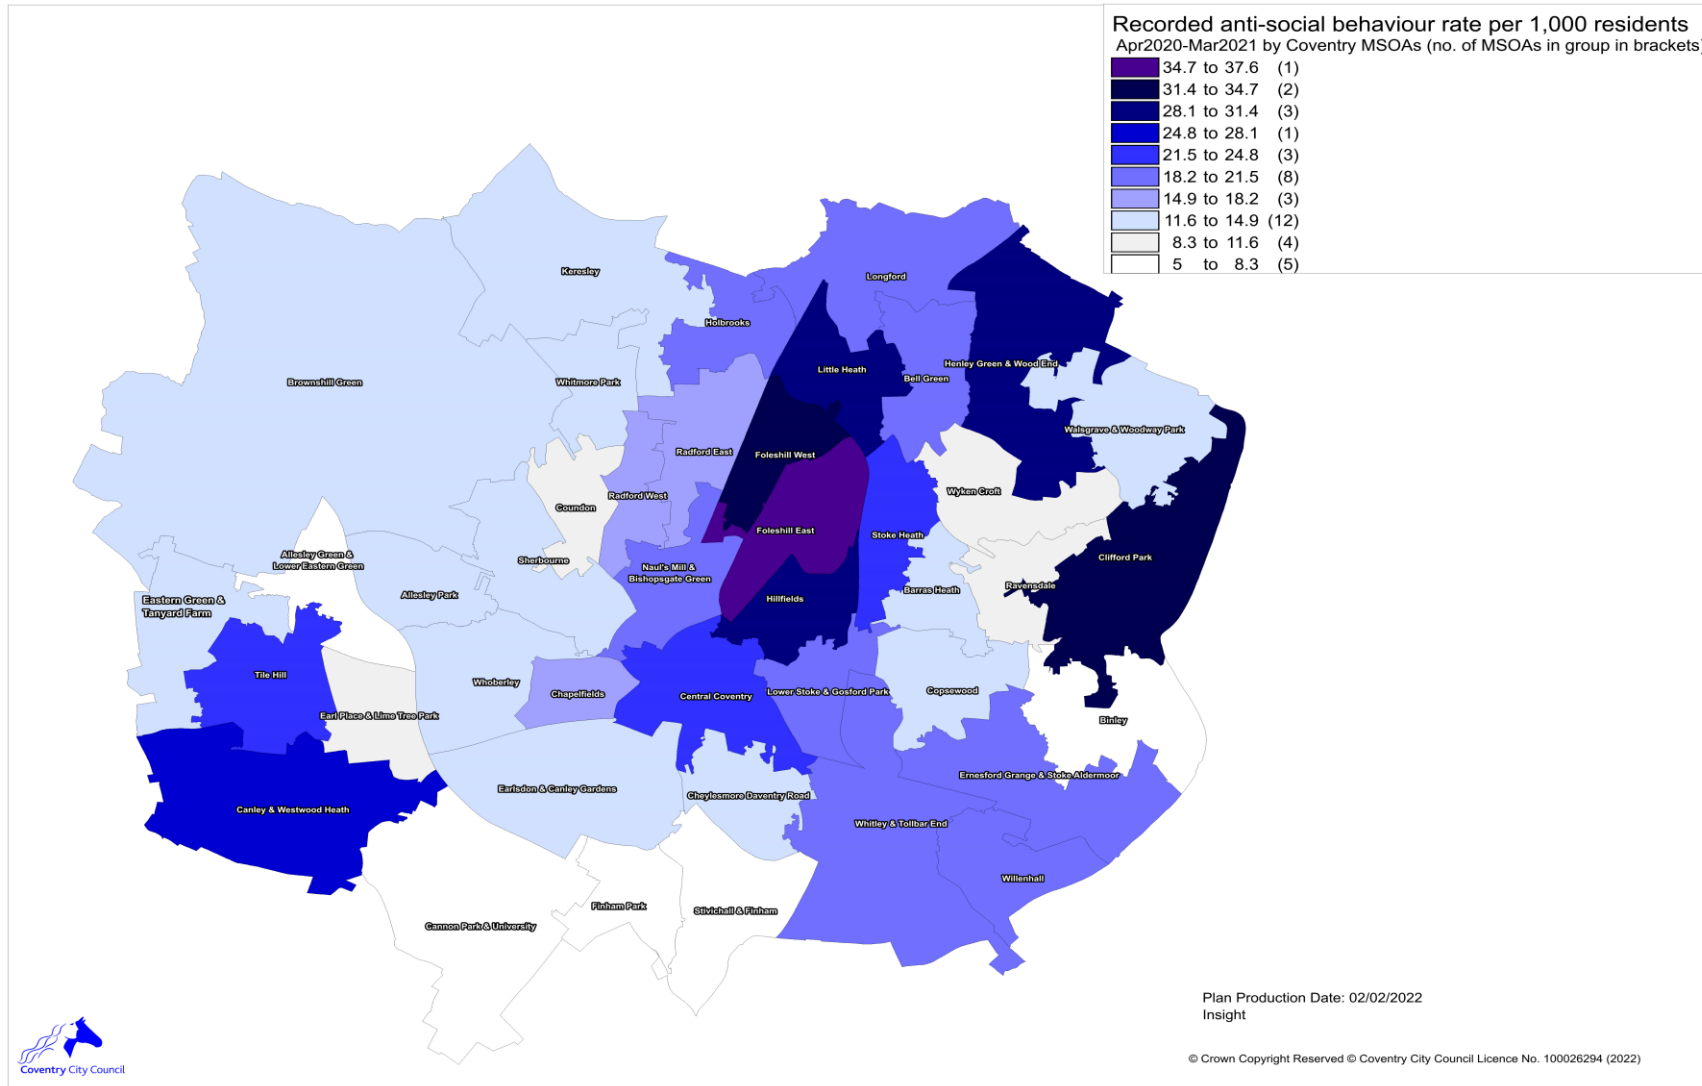 Recorded anti-social behaviour rate per 1,000 residents
Apr2020-Mar2021 by Coventry MSOAs (no. of MSOAs in group in brackets)
34.7 to 37.6 (1)
31.4 to 34.7 (2)
28.1 to 31.4 (3)
24.8 to 28.1 (1)
21.5 to 24.8 (3)
18.2 to 21.5 (8)
14.9 to 18.2 (3)
11.6 to 14.9 (12)
8.3 to 11.6 (4)
5 to 8.3 (5)
Keresley
Longford
Holbrooks
Little Heath
Henley Green & Wood End
Bell Green
Brownshill Green
Whitmore Park
Walsgrave & Woodway Park
Radford East
Foleshill West
Wyken Croft
Radford West
Coundon
Foleshill East
Stoke Heath
Allesley Green &
Lower Eastern Green
Sherbourne
Clifford Park
Naul's Mill &
Bishopsgate Green
Ravensdale
Allesley Park
Barras Heath
Eastern Green &
Tanyard Farm
Hillfields
Tile Hill
Whoberley
Chapelfields
Central Coventry
Lower Stoke & Gosford Park
Copsewood
Earl Place & Lime Tree Park
Binley
Ernesford Grange & Stoke Aldermoor
Earlsdon & Canley Gardens
Cheylesmore Daventry Road
Canley & Westwood Heath
Whitley & Tollbar End
Willenhall
Finham Park
Stivichall & Finham
Cannon Park & University
Plan Production Date: 02/02/2022
Insight
Coventry City Council
© Crown Copyright Reserved © Coventry City Council Licence No. 100026294 (2022)